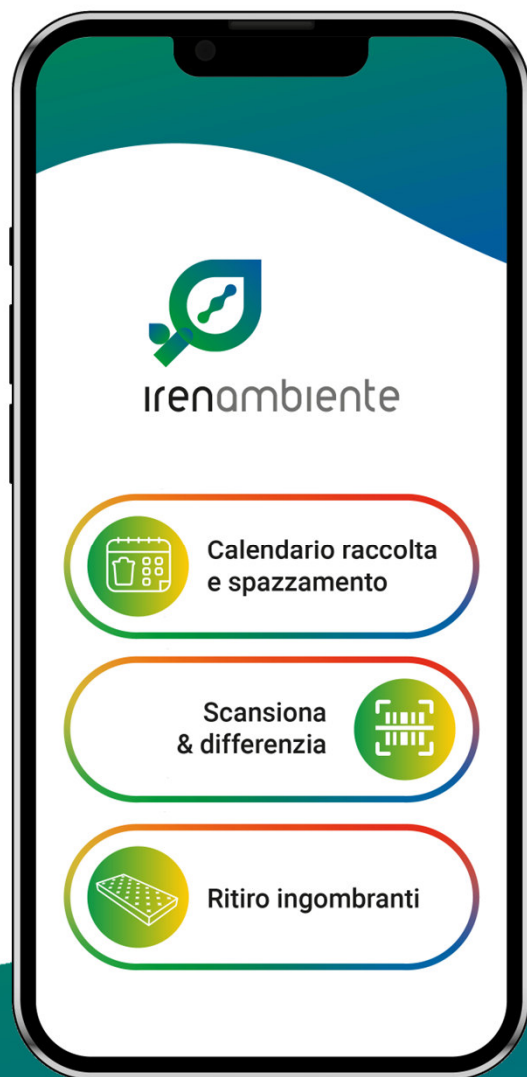 irenambiente
Calendario raccolta
e spazzamento
Scansiona
& differenzia
Ritiro ingombranti